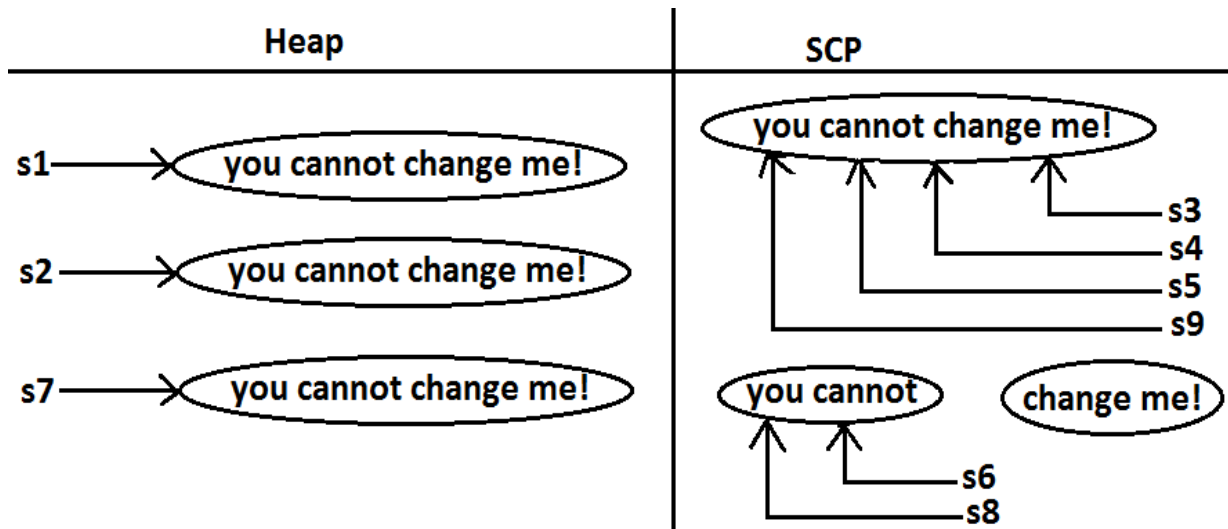 Heap
SCP
s1
you cannot change me!
s2
you cannot change me!
s7
you cannot change me!
you cannot change me!
s3
s4
s5
s9
you cannot
change me!
s6
s8